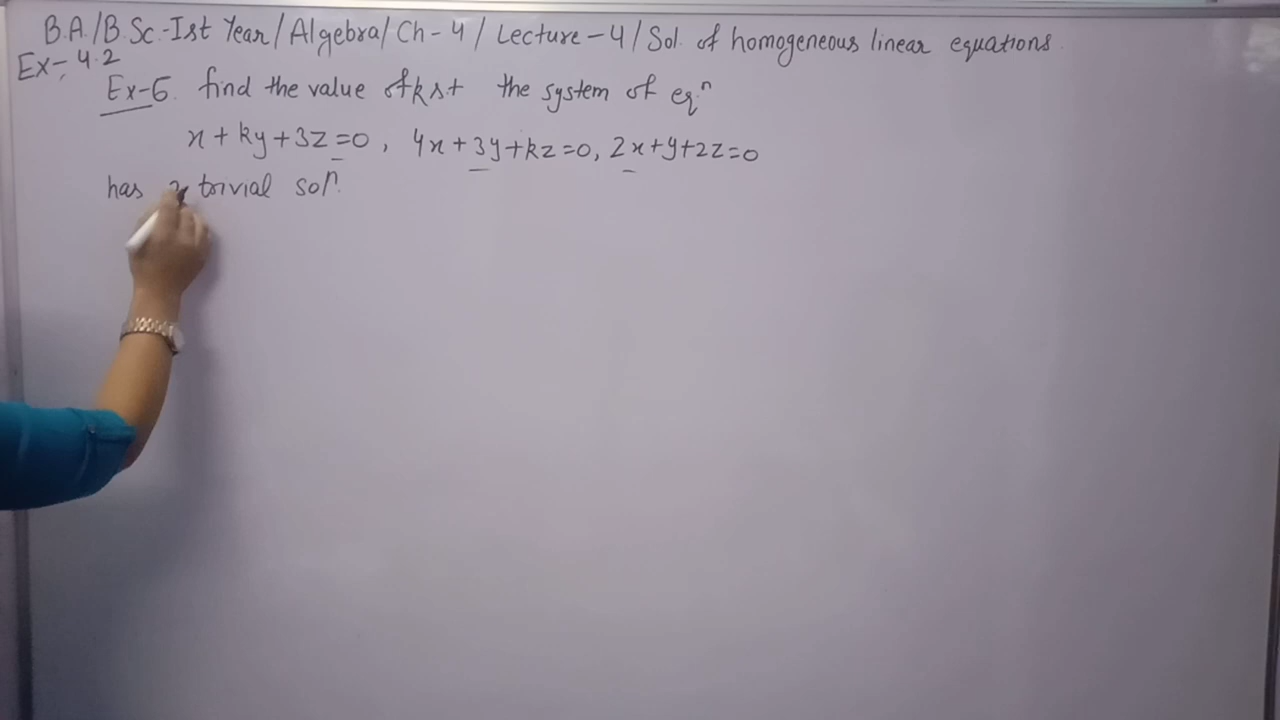 B.A./B.Sc.-Ist Year/Algebra/Ch-4/Lecture-4/Sol. of homogeneous linear equations
Ex-4.2
Ex-5. find the value of k st the system of eqⁿ
x+ky+3z=0, 4x+3y+kz=0, 2x+y+2z=0
has trivial solⁿ.